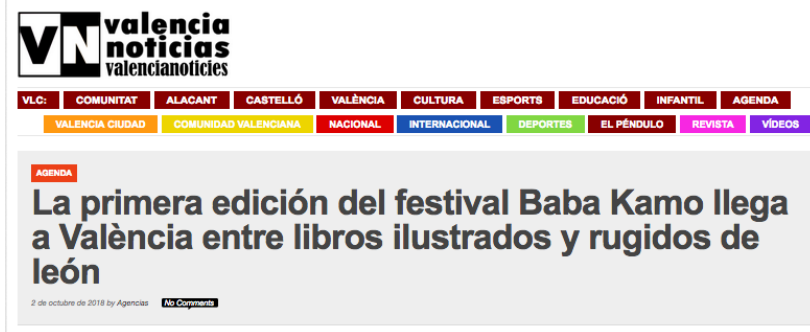 VN valencia
noticias
valencianoticies
VLC: COMUNITAT ALACANT CASTELLÓ VALÈNCIA CULTURA ESPORTS EDUCACIÓ INFANTIL AGENDA
VALENCIA CIUDAD COMUNIDAD VALENCIANA NACIONAL INTERNACIONAL DEPORTES EL PÉNDULO REVISTA VÍDEOS
AGENDA
La primera edición del festival Baba Kamo llega
a València entre libros ilustrados y rugidos de
león
2 de octubre de 2018 by Agencias No Comments